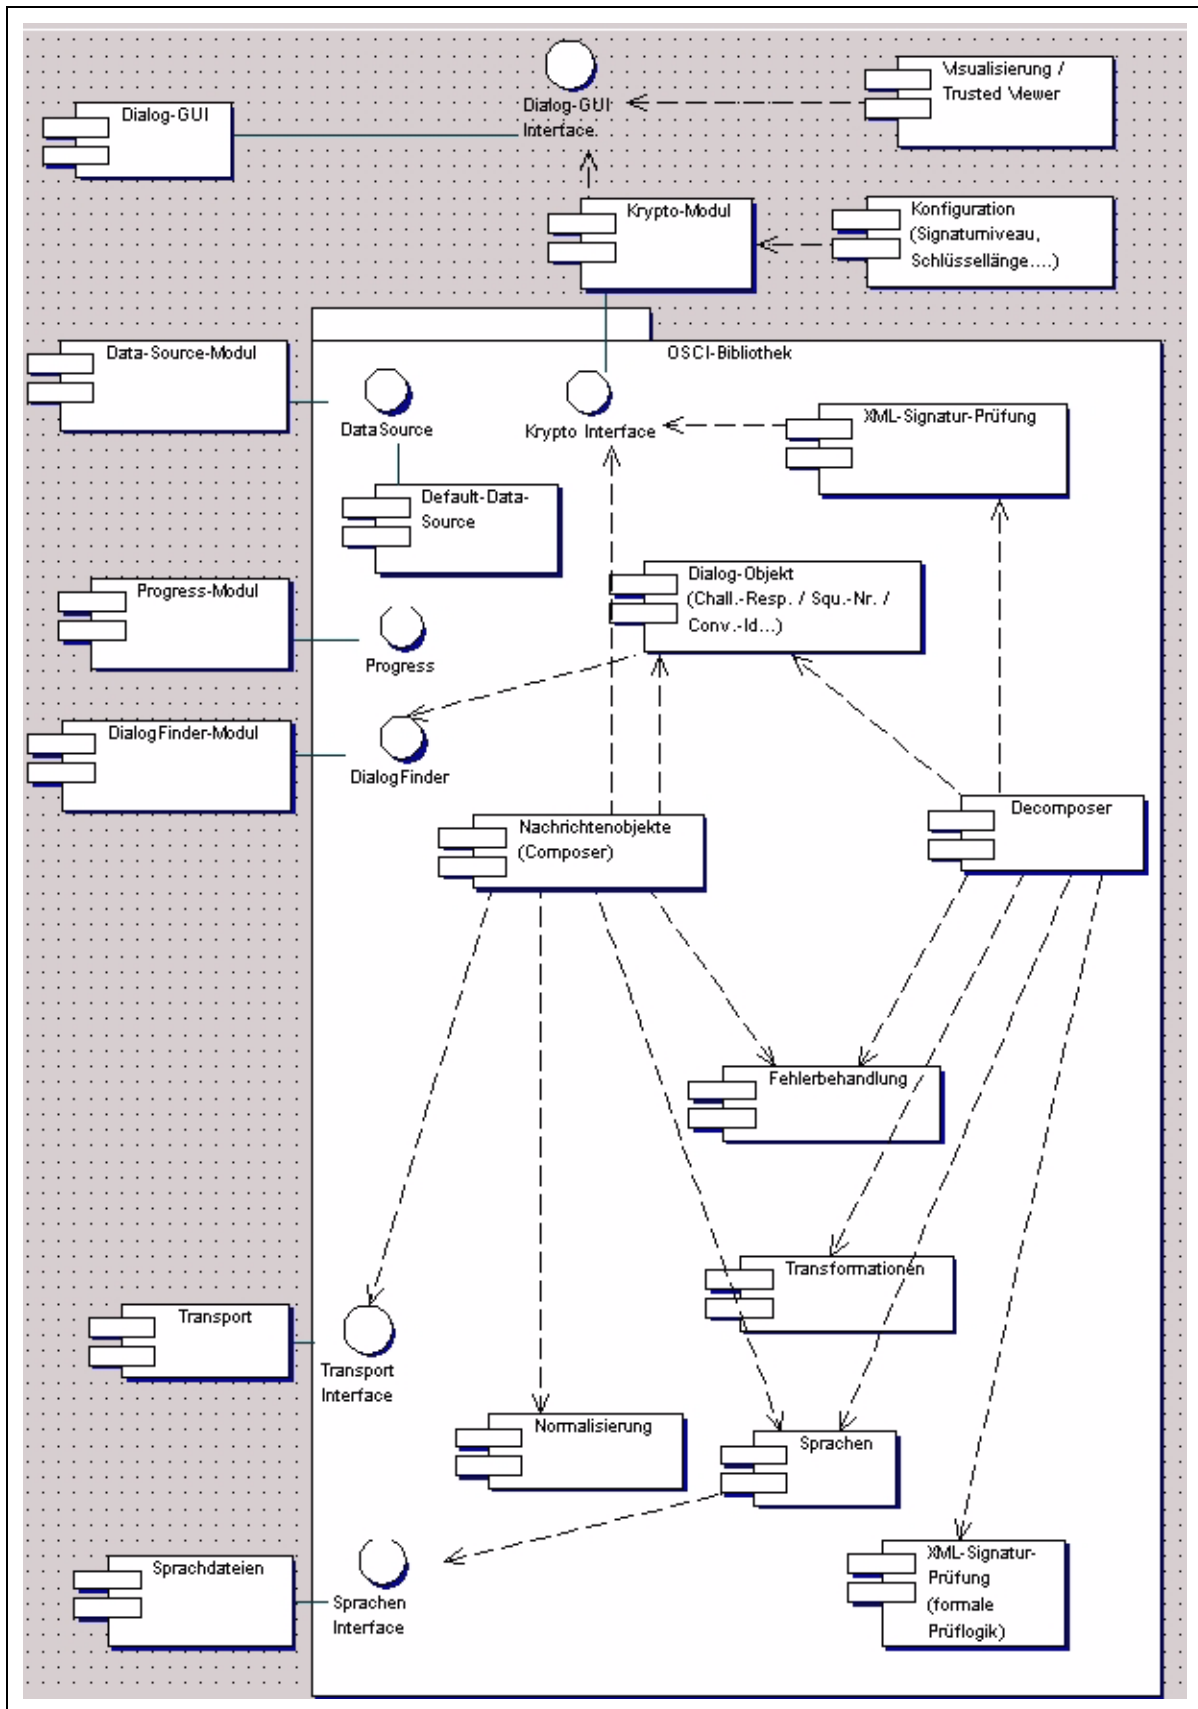 Dialog-GUI
Interface.
Visualisierung /
Trusted Viewer
Dialog-GUI
Krypto-Modul
Konfiguration
(Signaturniveau,
Schlüssellänge....)
OSCI-Bibliothek
Data-Source-Modul
DataSource
Krypto Interface
XML-Signatur-Prüfung
Default-Data-
Source
Dialog-Objekt
(Chall.-Resp. / Squ.-Nr. /
Conv.-Id...)
Progress-Modul
Progress
DialogFinder-Modul
DialogFinder
Nachrichtenobjekte
(Composer)
Decomposer
Fehlerbehandlung
Transformationen
Transport
Transport
Interface
Normalisierung
Sprachen
Sprachdateien
Sprachen
Interface
XML-Signatur-
Prüfung
(formale
Prüflogik)